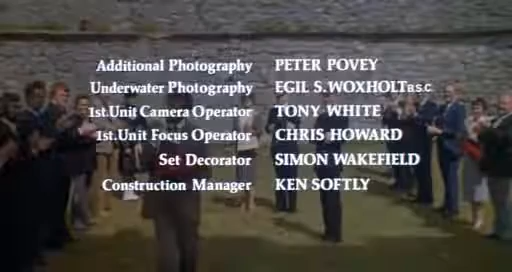 Additional Photography PETER POVEY
Underwater Photography EGIL S. WOXHOLT B.S.C.
1st.Unit Camera Operator TONY WHITE
1st.Unit Focus Operator CHRIS HOWARD
Set Decorator SIMON WAKEFIELD
Construction Manager KEN SOFTLY